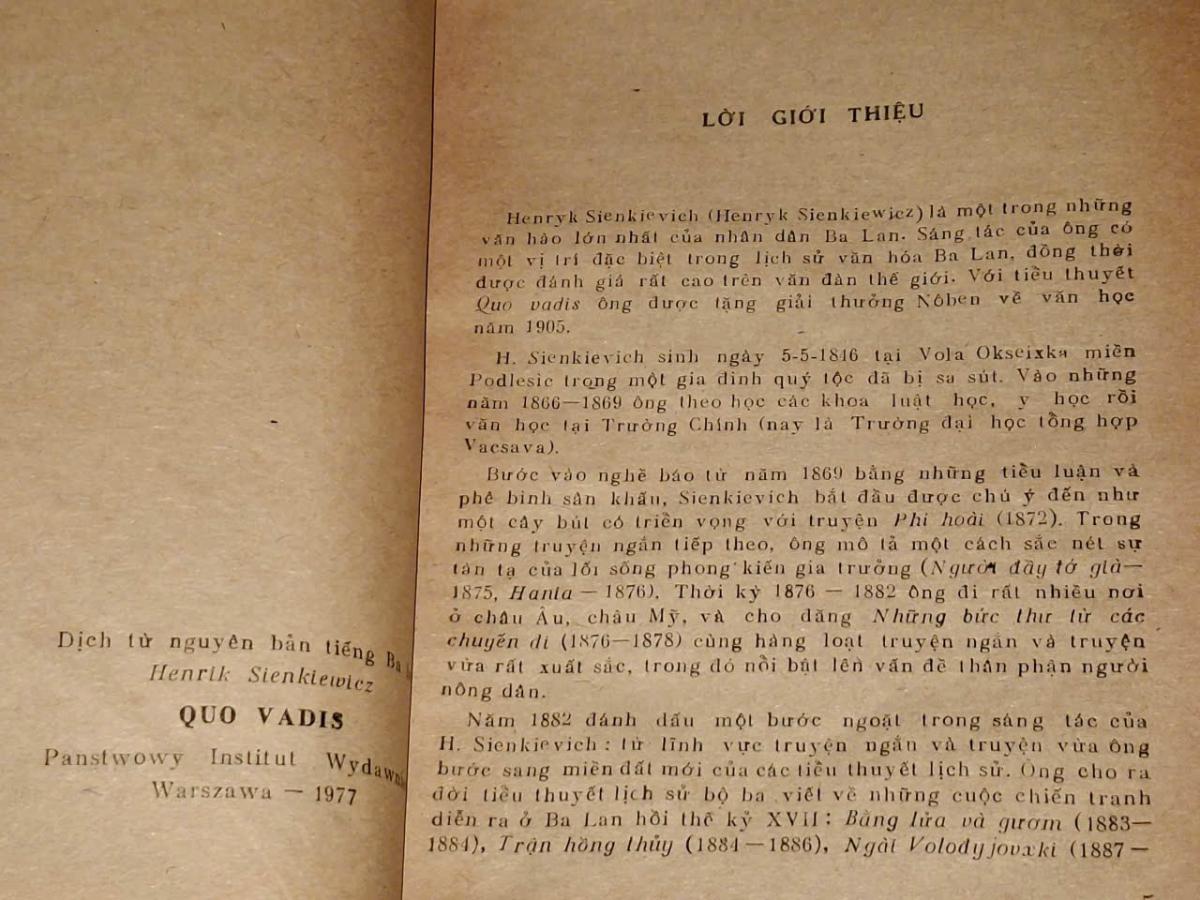 Dịch từ nguyên bản tiếng Ba
Henrik Sienkiewicz
QUO VADIS
Panstwowy Institut Wydawni
Warszawa — 1977
LỜI GIỚI THIỆU
Henryk Sienkievich (Henryk Sienkiewicz) là một trong những
văn hào lớn nhất của nhân dân Ba Lan. Sáng tác của ông có
một vị trí đặc biệt trong lịch sử văn hóa Ba Lan, đồng thời
được đánh giá rất cao trên văn đàn thế giới. Với tiểu thuyết
Quo vadis ông được tặng giải thưởng Nôben về văn học
năm 1905.
H. Sienkievich sinh ngày 5-5-1846 tại Vola Okseixka miền
Podlesic trong một gia đình quý tộc đã bị sa sút. Vào những
năm 1866—1869 ông theo học các khoa luật học, y học rồi
văn học tại Trường Chính (nay là Trường đại học tổng hợp
Vacsava).
Bước vào nghề báo từ năm 1869 bằng những tiểu luận và
phê bình sân khấu, Sienkievich bắt đầu được chú ý đến như
một cây bút có triển vọng với truyện Phí hoài (1872). Trong
những truyện ngắn tiếp theo, ông mô tả một cách sắc nét sự
tàn tạ của lối sống phong kiến gia trưởng (Người đầy tớ già—
1875, Hania — 1876). Thời kỳ 1876 — 1882 ông đi rất nhiều nơi
ở châu Âu, châu Mỹ, và cho đăng Những bức thư từ các
chuyến đi (1876—1878) cùng hàng loạt truyện ngắn và truyện
vừa rất xuất sắc, trong đó nổi bật lên vấn đề thân phận người
nông dân.
Năm 1882 đánh dấu một bước ngoặt trong sáng tác của
H. Sienkievich : từ lĩnh vực truyện ngắn và truyện vừa ông
bước sang miền đất mới của các tiểu thuyết lịch sử. Ông cho ra
đời tiểu thuyết lịch sử bộ ba viết về những cuộc chiến tranh
diễn ra ở Ba Lan hồi thế kỷ XVII : Bằng lửa và gươm (1883—
1884), Trận hồng thủy (1884 — 1886), Ngài Volodyjovxki (1887 —